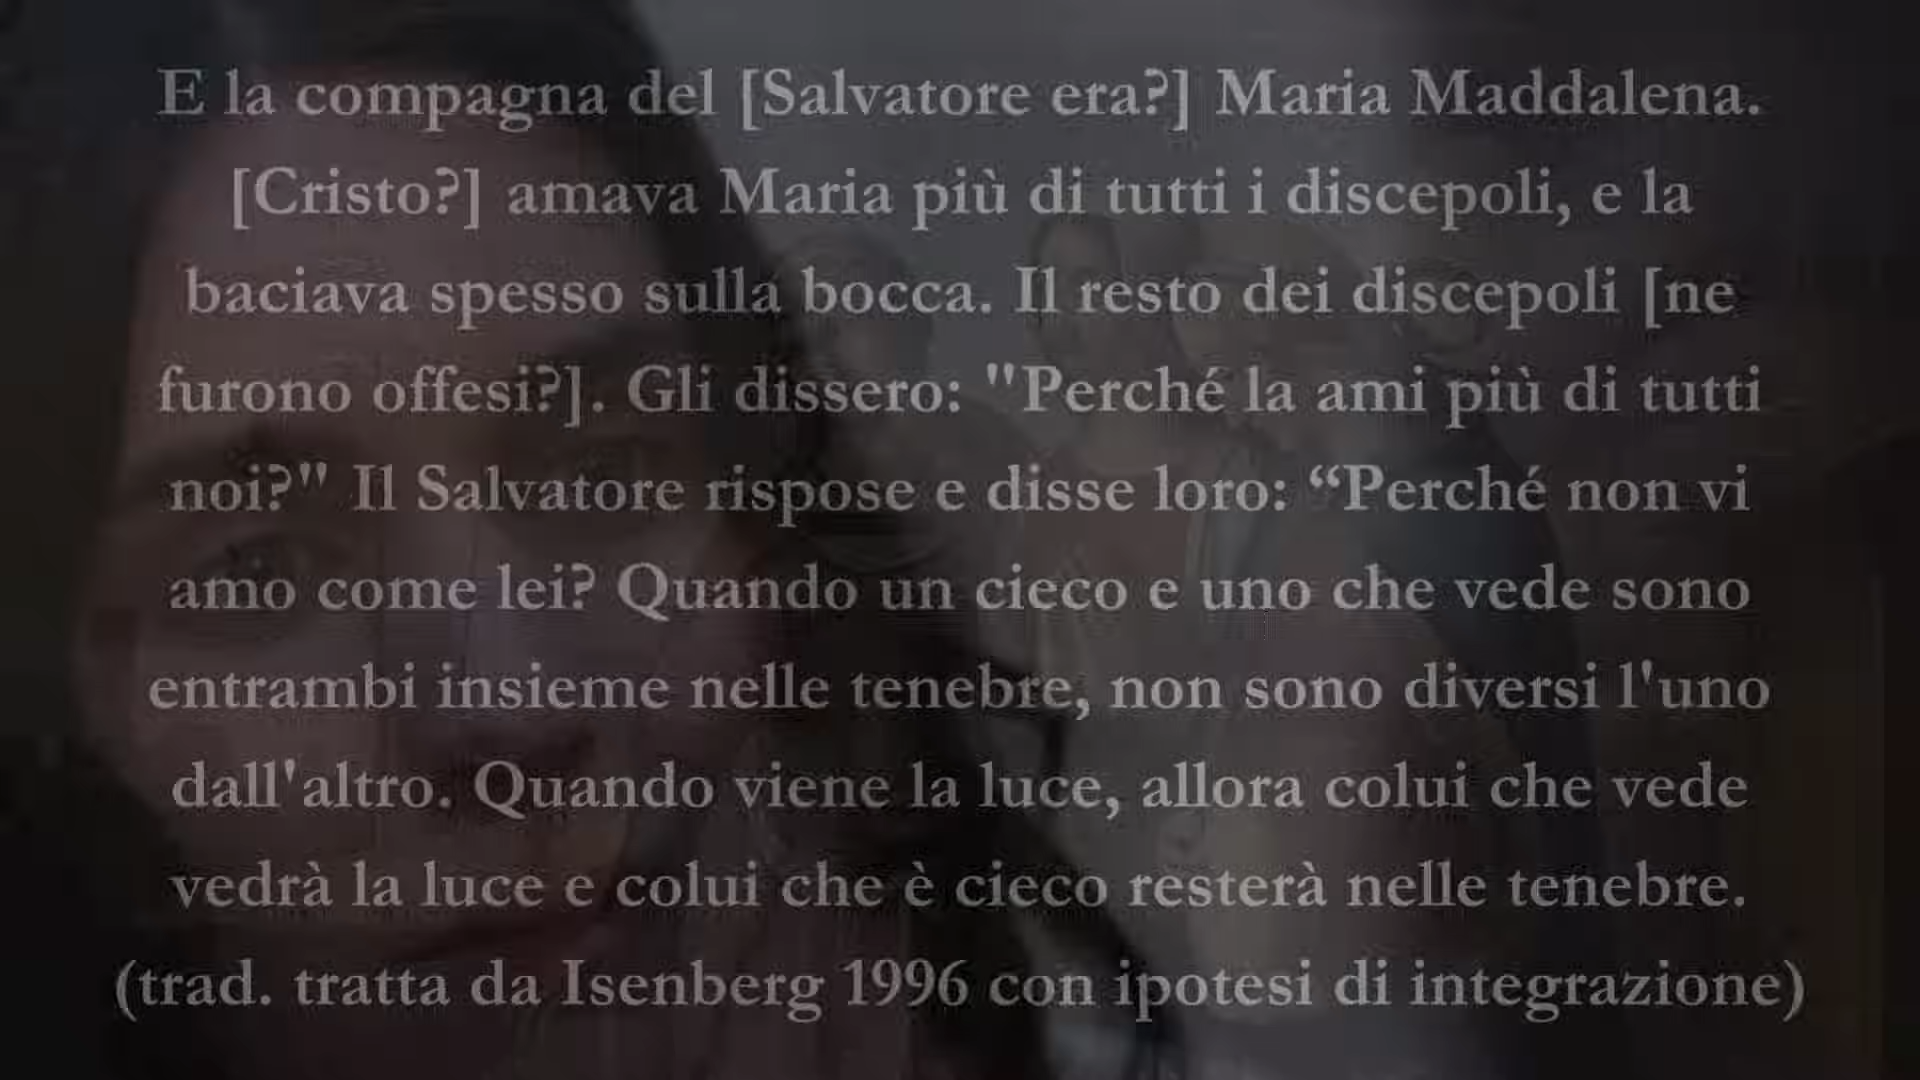 E la compagna del [Salvatore era?] Maria Maddalena.
[Cristo?] amava Maria più di tutti i discepoli, e la
baciava spesso sulla bocca. Il resto dei discepoli [ne
furono offesi?]. Gli dissero: "Perché la ami più di tutti
noi?" Il Salvatore rispose e disse loro: “Perché non vi
amo come lei? Quando un cieco e uno che vede sono
entrambi insieme nelle tenebre, non sono diversi l'uno
dall'altro. Quando viene la luce, allora colui che vede
vedrà la luce e colui che è cieco resterà nelle tenebre.
(trad. tratta da Isenberg 1996 con ipotesi di integrazione)